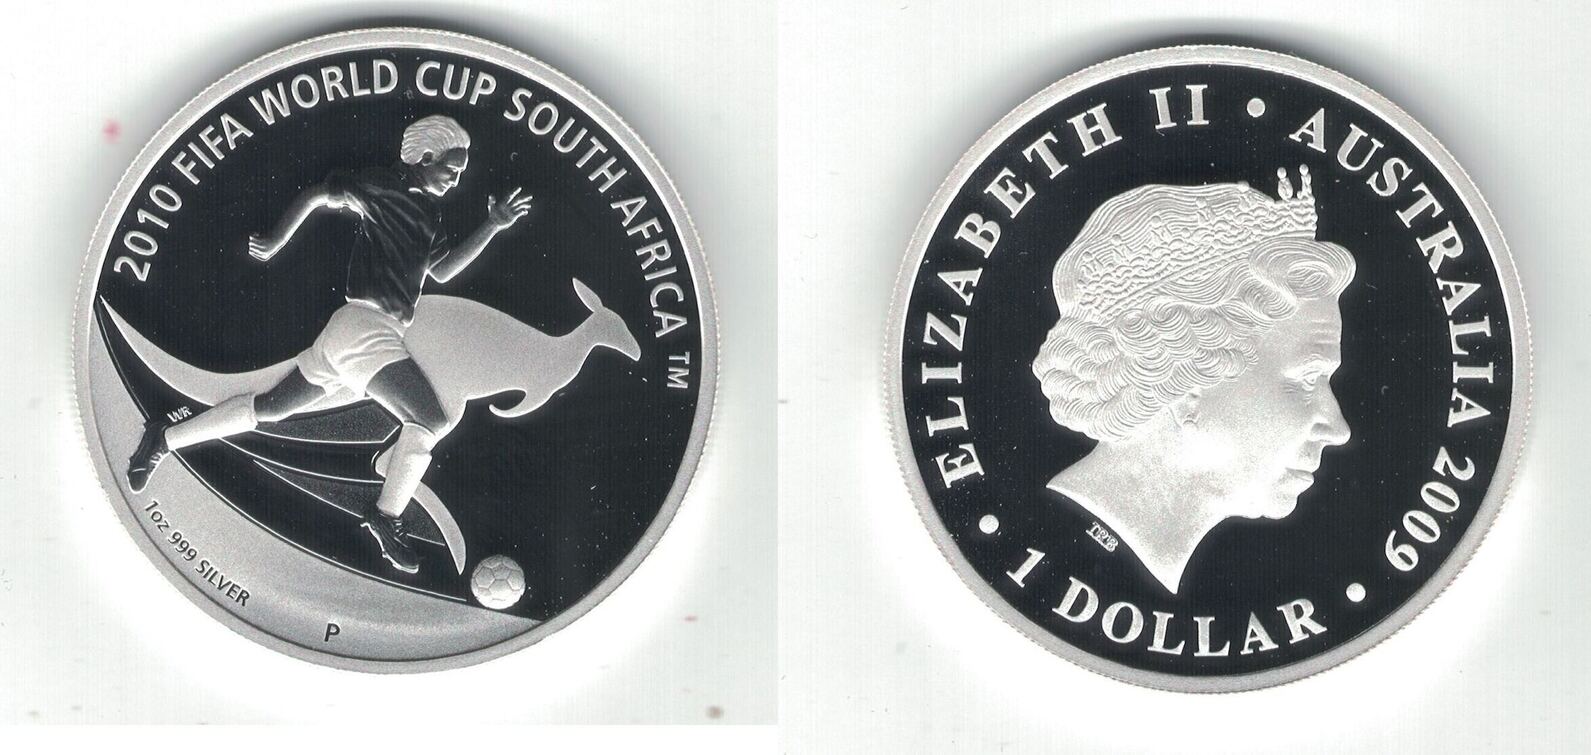 2010 FIFA WORLD CUP SOUTH AFRICA ™
WR
1oz 999 SILVER
P
ELIZABETH II • AUSTRALIA 2009
• 1 DOLLAR •
IRB